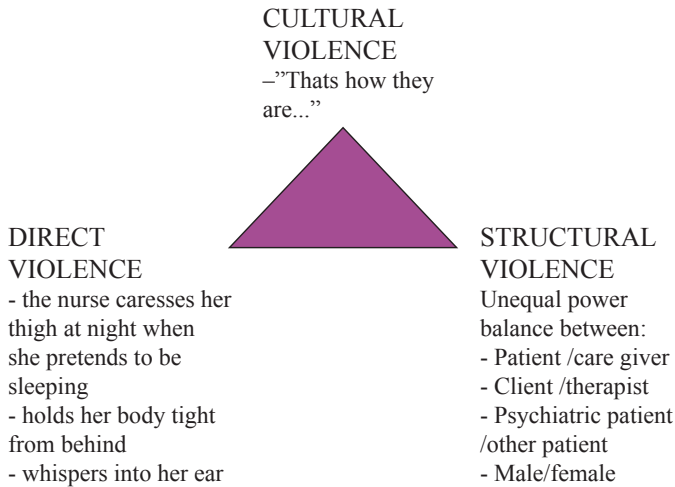 CULTURAL
VIOLENCE
–”Thats how they
are...”
DIRECT
VIOLENCE
- the nurse caresses her
thigh at night when
she pretends to be
sleeping
- holds her body tight
from behind
- whispers into her ear
STRUCTURAL
VIOLENCE
Unequal power
balance between:
- Patient /care giver
- Client /therapist
- Psychiatric patient
/other patient
- Male/female